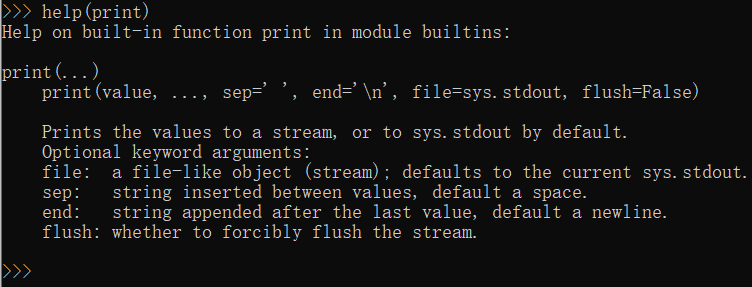 >>> help(print)
Help on built-in function print in module builtins:

print(...)
    print(value, ..., sep=' ', end='\n', file=sys.stdout, flush=False)

    Prints the values to a stream, or to sys.stdout by default.
    Optional keyword arguments:
    file:  a file-like object (stream); defaults to the current sys.stdout.
    sep:   string inserted between values, default a space.
    end:   string appended after the last value, default a newline.
    flush: whether to forcibly flush the stream.

>>>